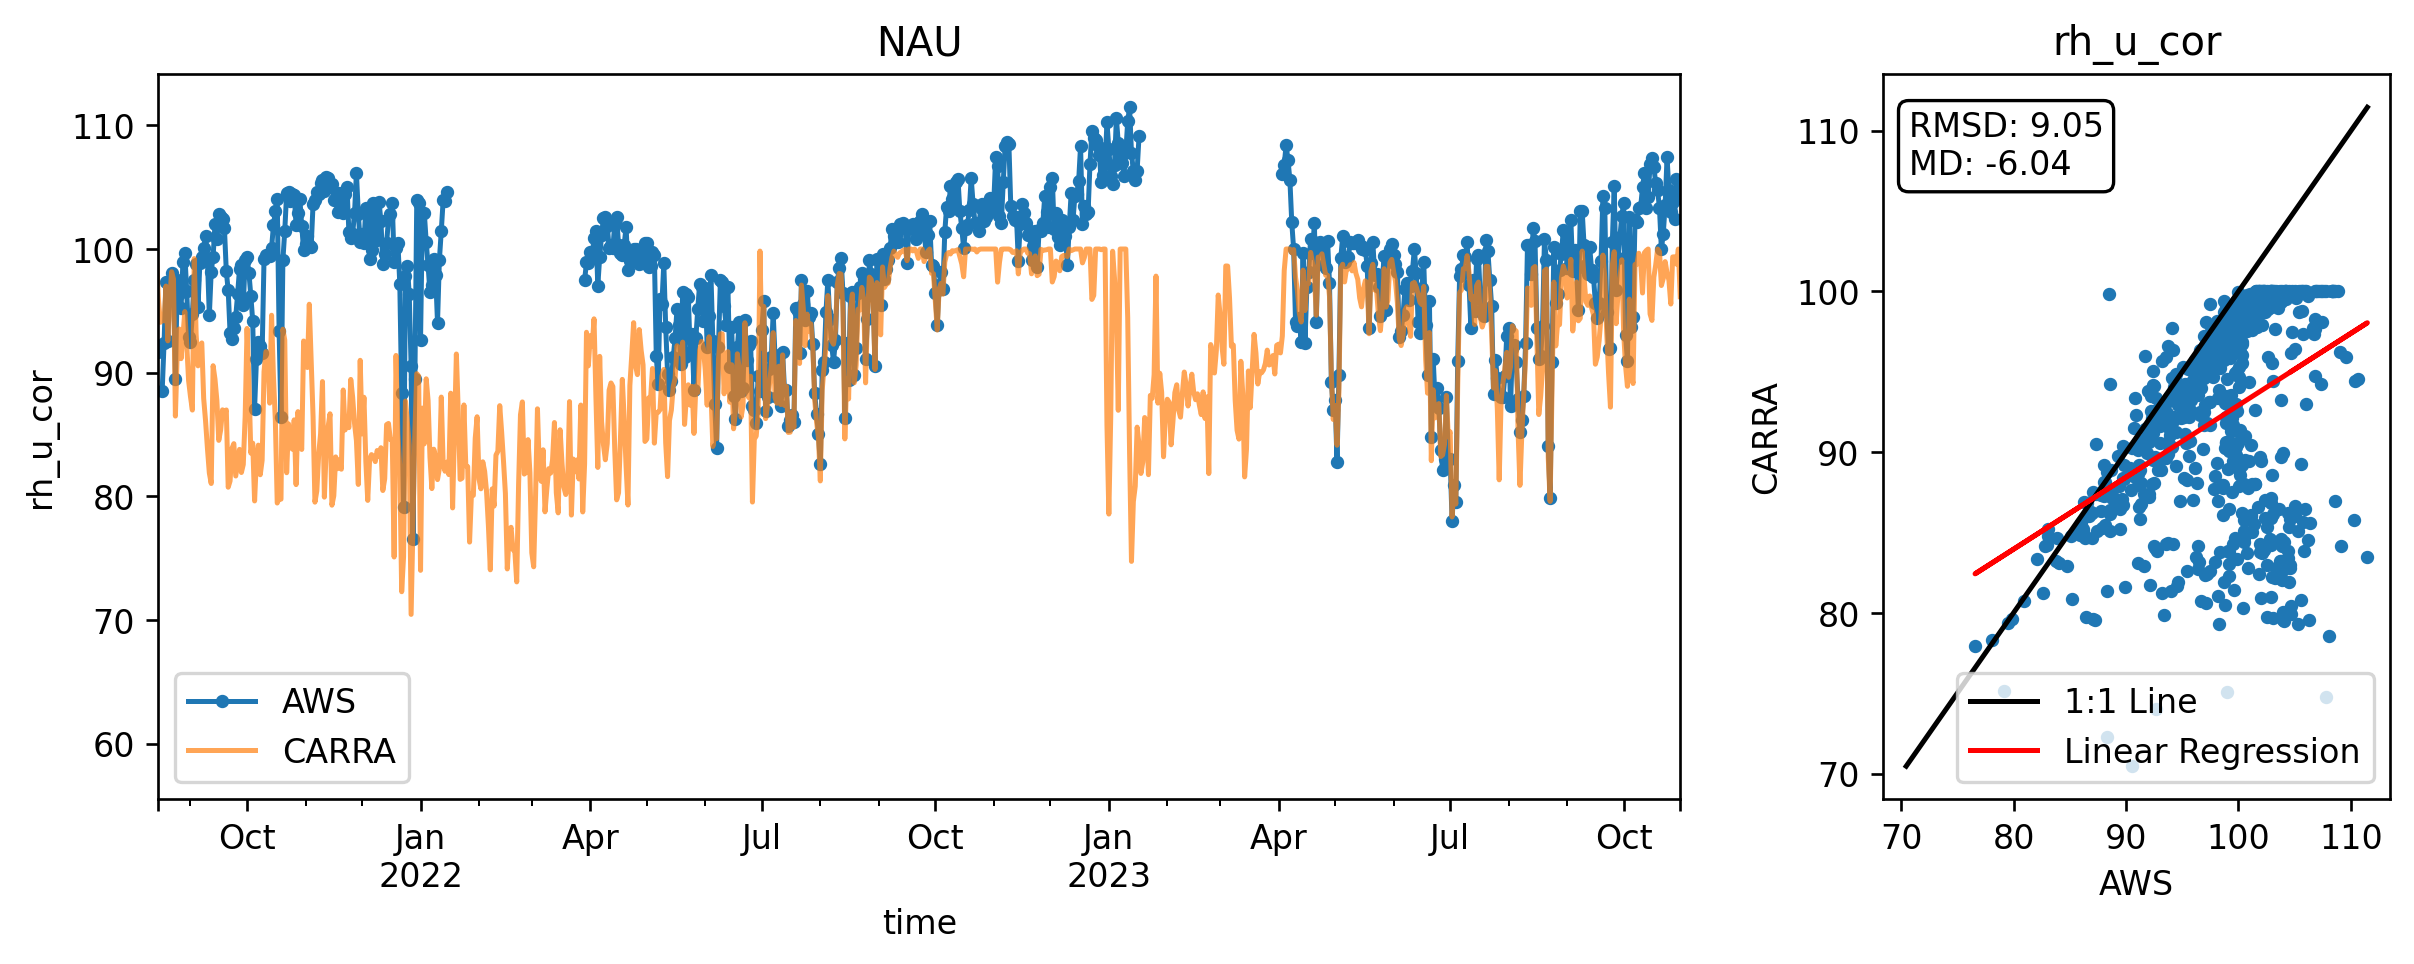 NAU
rh_u_cor
110
100
90
80
70
60
rh_u_cor
AWS
CARRA
Oct
Jan
2022
Apr
Jul
Oct
Jan
2023
Apr
Jul
Oct
time
rh_u_cor
RMSD: 9.05
MD: -6.04
110
100
90
80
70
CARRA
1:1 Line
Linear Regression
70
80
90
100
110
AWS